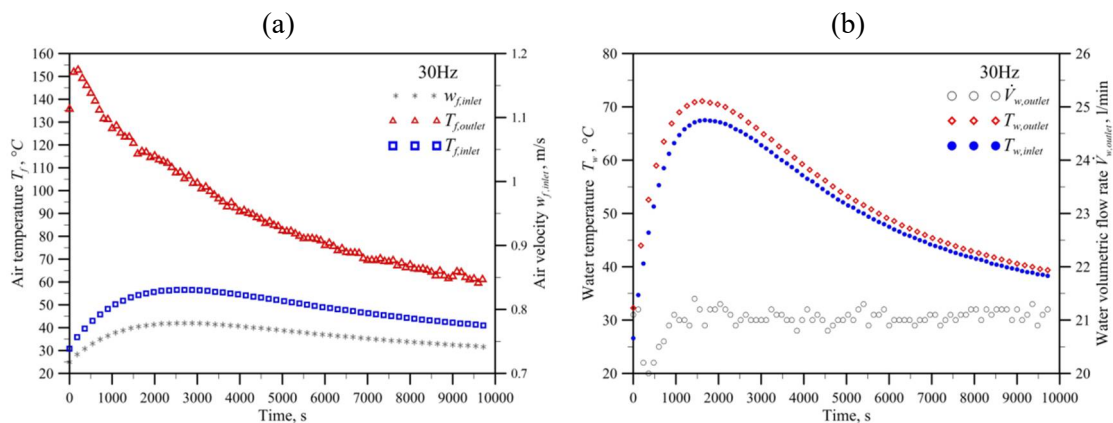 (a)
160
150
140
130
120
110
100
90
80
70
60
50
40
30
20
Air temperature T_f, °C
0 1000 2000 3000 4000 5000 6000 7000 8000 9000 10000
Time, s
1.2
1.1
1
0.9
0.8
0.7
Air velocity w_f,inlet, m/s
30Hz
w_f,inlet
T_f,outlet
T_f,inlet
(b)
80
70
60
50
40
30
20
Water temperature T_w, °C
0 1000 2000 3000 4000 5000 6000 7000 8000 9000 10000
Time, s
26
25
24
23
22
21
20
Water volumetric flow rate V̇_w,outlet, l/min
30Hz
V̇_w,outlet
T_w,outlet
T_w,inlet